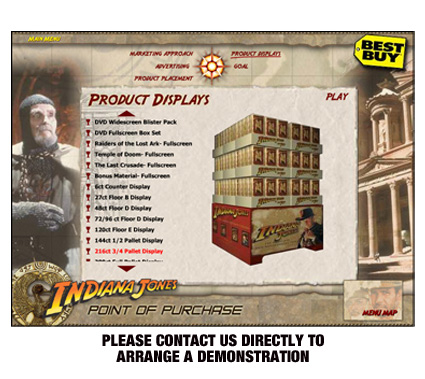 MAIN MENU
MARKETING APPROACH
PRODUCT DISPLAYS
ADVERTISING
GOAL
PRODUCT PLACEMENT
BEST
BUY
PRODUCT DISPLAYS
PLAY
DVD Widescreen Blister Pack
DVD Fullscreen Box Set
Raiders of the Lost Ark- Fullscreen
Temple of Doom- Fullscreen
The Last Crusade- Fullscreen
Bonus Material- Fullscreen
6ct Counter Display
27ct Floor B Display
48ct Floor D Display
72/96 ct Floor D Display
120ct Floor E Display
144ct 1/2 Pallet Display
216ct 3/4 Pallet Display
INDIANA JONES
INDIANA JONES
POINT OF PURCHASE
MENU MAP
PLEASE CONTACT US DIRECTLY TO
ARRANGE A DEMONSTRATION